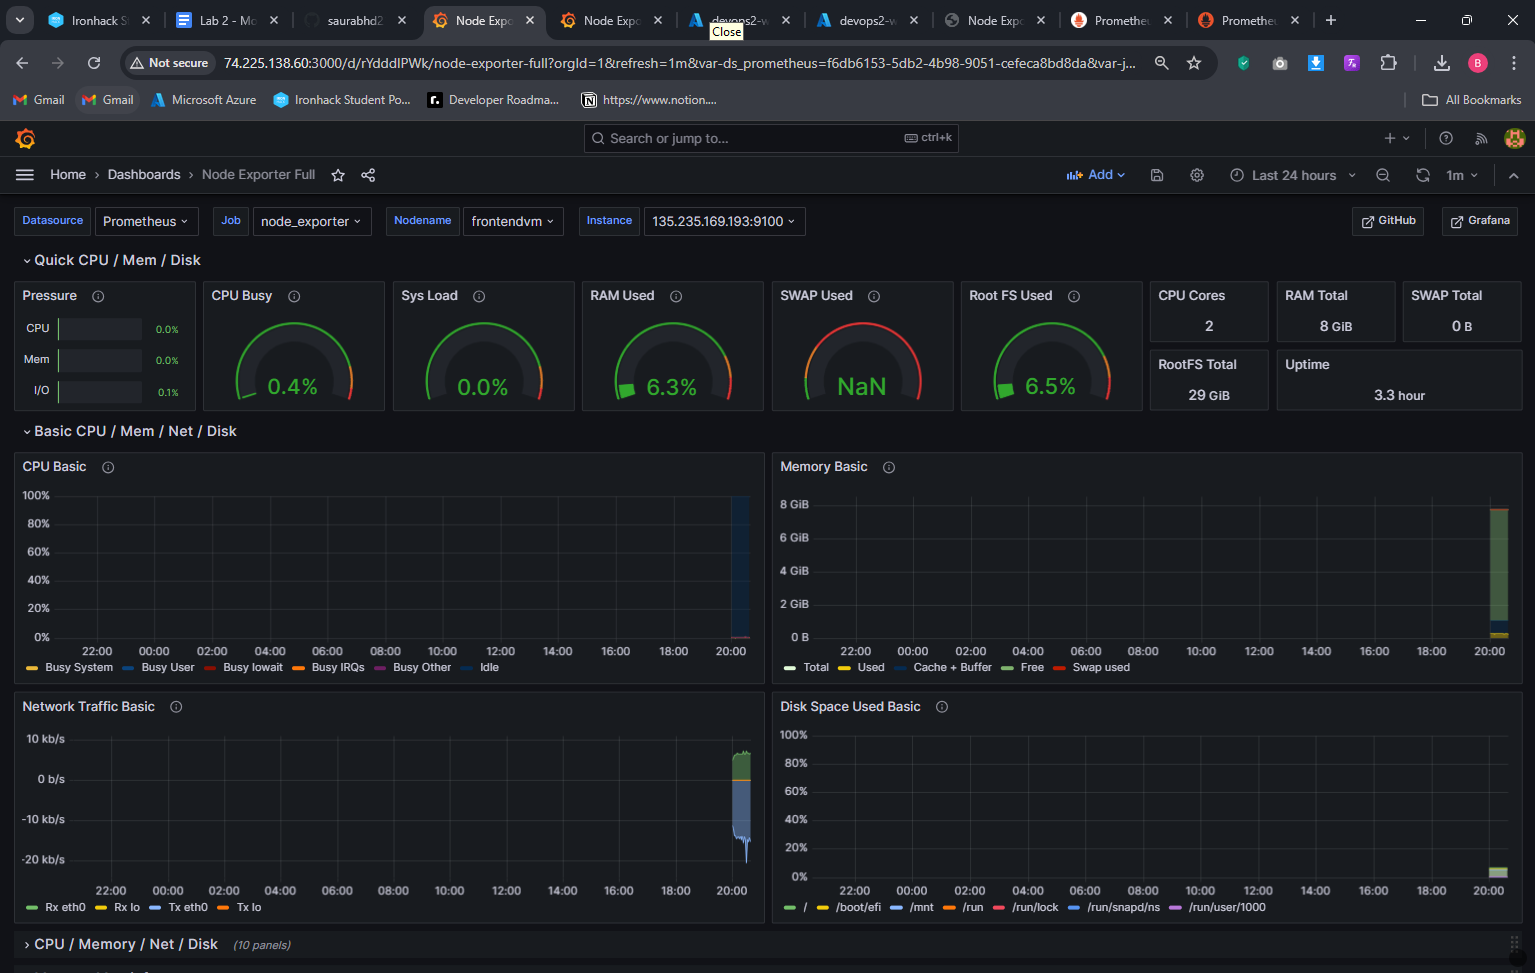 Ironhack S
Lab 2 - Mo
saurabhd2
Node Expo
Node Expo
devops2-w
devops2-w
Node Expo
Prometheu
Prometheu
Close
Not secure
74.225.138.60:3000/d/rYdddlPWk/node-exporter-full?orgId=1&refresh=1m&var-ds_prometheus=f6db6153-5db2-4b98-9051-cefeca8bd8da&var-j...
B
Gmail
Gmail
Microsoft Azure
Ironhack Student Po...
Developer Roadma...
https://www.notion....
All Bookmarks
Search or jump to...
ctrl+k
Home › Dashboards › Node Exporter Full
Add
Last 24 hours
1m
Datasource Prometheus
Job node_exporter
Nodename frontendvm
Instance 135.235.169.193:9100
GitHub
Grafana
Quick CPU / Mem / Disk
Pressure
CPU 0.0%
Mem 0.0%
I/O 0.1%
CPU Busy
0.4%
Sys Load
0.0%
RAM Used
6.3%
SWAP Used
NaN
Root FS Used
6.5%
CPU Cores
2
RAM Total
8 GiB
SWAP Total
0 B
RootFS Total
29 GiB
Uptime
3.3 hour
Basic CPU / Mem / Net / Disk
CPU Basic
100%
80%
60%
40%
20%
0%
22:00 00:00 02:00 04:00 06:00 08:00 10:00 12:00 14:00 16:00 18:00 20:00
Busy System Busy User Busy Iowait Busy IRQs Busy Other Idle
Memory Basic
8 GiB
6 GiB
4 GiB
2 GiB
0 B
22:00 00:00 02:00 04:00 06:00 08:00 10:00 12:00 14:00 16:00 18:00 20:00
Total Used Cache + Buffer Free Swap used
Network Traffic Basic
10 kb/s
0 b/s
-10 kb/s
-20 kb/s
22:00 00:00 02:00 04:00 06:00 08:00 10:00 12:00 14:00 16:00 18:00 20:00
Rx eth0 Rx lo Tx eth0 Tx lo
Disk Space Used Basic
100%
80%
60%
40%
20%
0%
22:00 00:00 02:00 04:00 06:00 08:00 10:00 12:00 14:00 16:00 18:00 20:00
/ /boot/efi /mnt /run /run/lock /run/snapd/ns /run/user/1000
CPU / Memory / Net / Disk (10 panels)